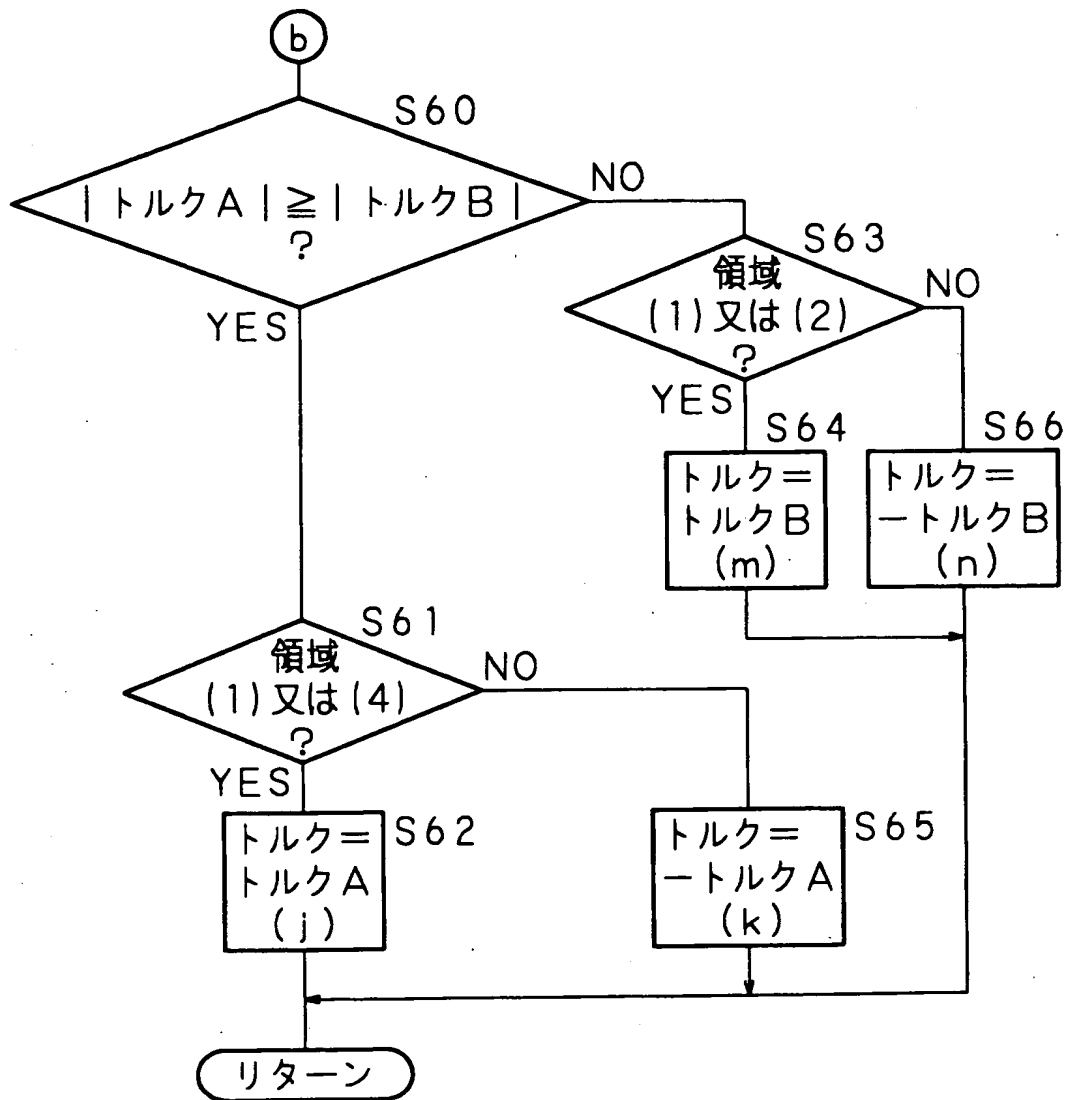 b
S60
|トルクA|≧|トルクB|
?
NO
YES
S63
領域
(1)又は(2)
?
NO
YES
S64
トルク=
トルクB
(m)
S66
トルク=
−トルクB
(n)
S61
領域
(1)又は(4)
?
NO
YES
S62
トルク=
トルクA
(j)
S65
トルク=
−トルクA
(k)
リターン